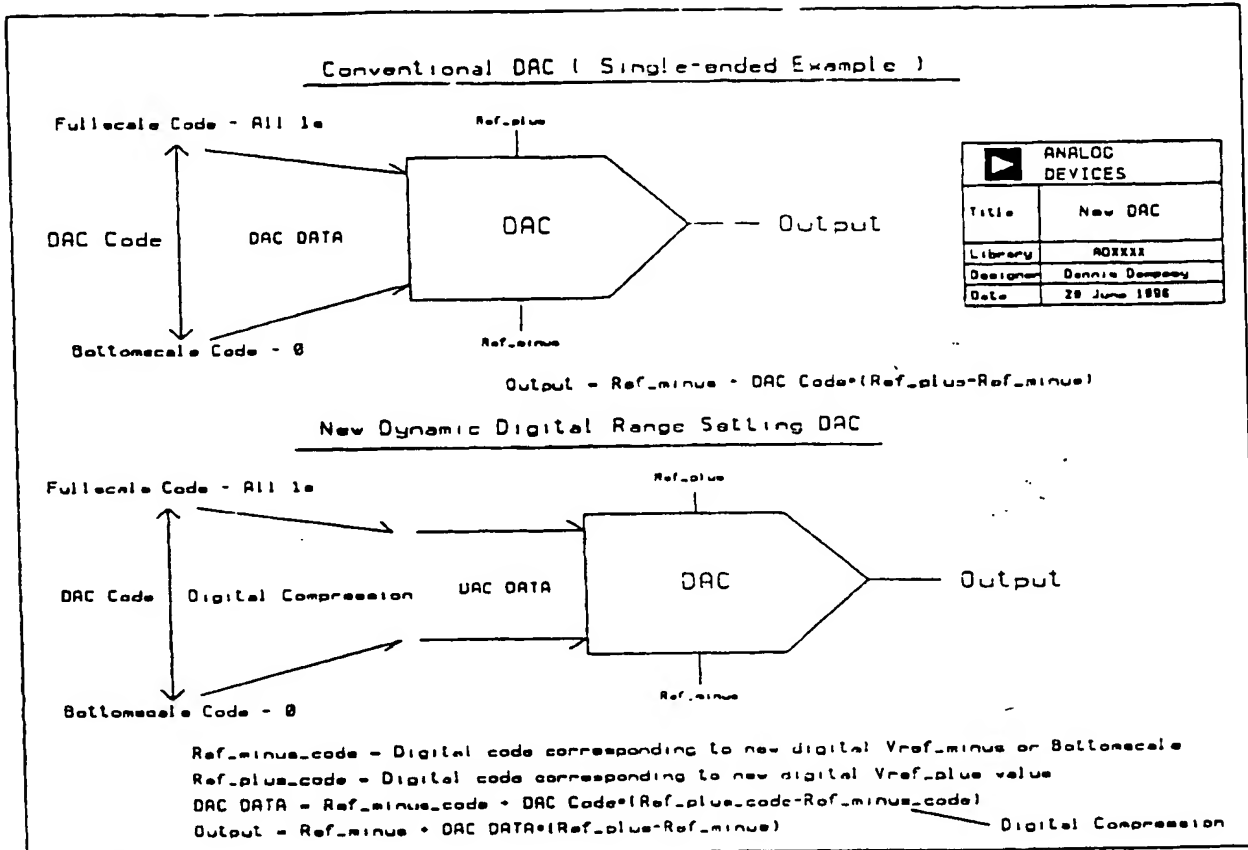 Conventional DAC ( Single-ended Example )
Fullscale Code - All 1s
Ref_plus
ANALOG
DEVICES
Title New DAC
Library ADXXXX
Designer Dennis Dempsey
Date 20 June 1996
DAC Code
DAC DATA
DAC
Output
Bottomscale Code - 0
Ref_minus
Output = Ref_minus + DAC Code*(Ref_plus-Ref_minus)
New Dynamic Digital Range Setting DAC
Fullscale Code - All 1s
Ref_plus
DAC Code
Digital Compression
DAC DATA
DAC
Output
Ref_minus
Bottomscale Code - 0
Ref_minus_code = Digital code corresponding to new digital Vref_minus or Bottomscale
Ref_plus_code = Digital code corresponding to new digital Vref_plus value
DAC DATA = Ref_minus_code + DAC Code*(Ref_plus_code-Ref_minus_code)
Output = Ref_minus + DAC DATA*(Ref_plus-Ref_minus)
Digital Compression